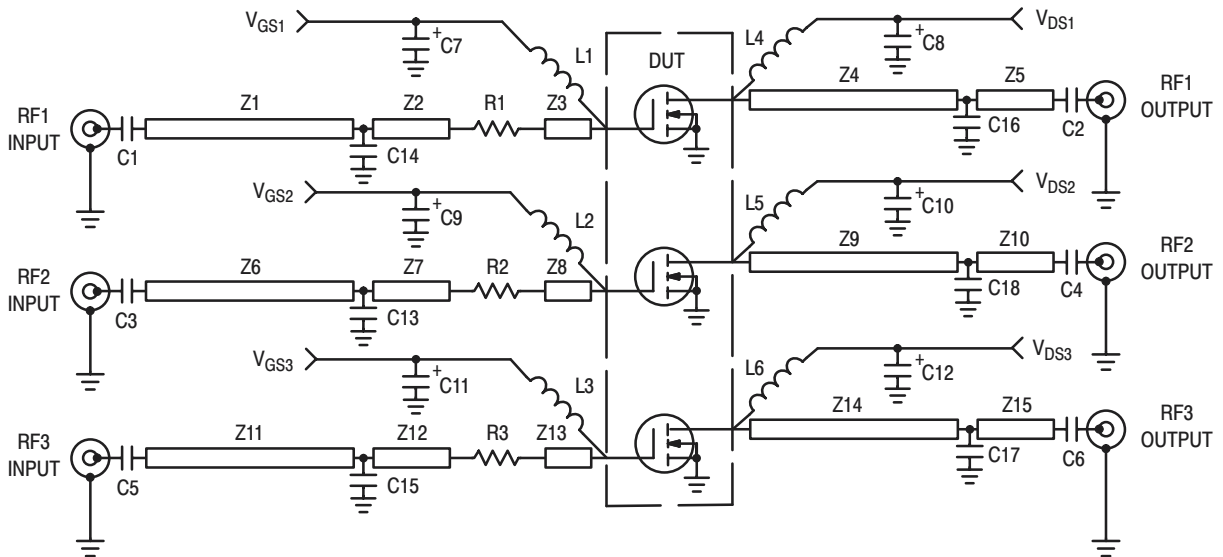 VGS1
+
C7
L1
DUT
L4
+
C8
VDS1
RF1
INPUT
C1
Z1
C14
Z2
R1
Z3
Z4
C16
Z5
C2
RF1
OUTPUT
VGS2
+
C9
L2
L5
+
C10
VDS2
RF2
INPUT
C3
Z6
C13
Z7
R2
Z8
Z9
C18
Z10
C4
RF2
OUTPUT
VGS3
+
C11
L3
L6
+
C12
VDS3
RF3
INPUT
C5
Z11
C15
Z12
R3
Z13
Z14
C17
Z15
C6
RF3
OUTPUT